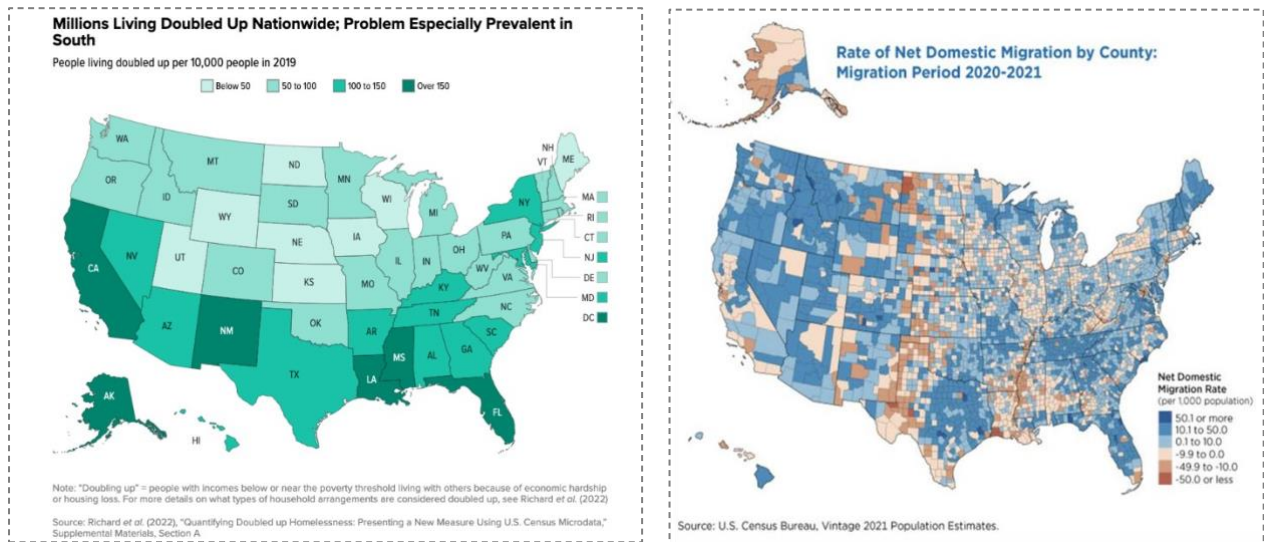 Millions Living Doubled Up Nationwide; Problem Especially Prevalent in
South
People living doubled up per 10,000 people in 2019
Below 50
50 to 100
100 to 150
Over 150
WA
OR
CA
NV
ID
MT
WY
UT
AZ
CO
NM
ND
SD
NE
KS
OK
TX
MN
IA
MO
AR
LA
WI
IL
MS
MI
IN
OH
KY
TN
AL
GA
FL
SC
NC
VA
WV
PA
NY
NH
VT
ME
MA
RI
CT
NJ
DE
MD
DC
AK
HI
Note: "Doubling up" = people with incomes below or near the poverty threshold living with others because of economic hardship
or housing loss. For more details on what types of household arrangements are considered doubled up, see Richard et al. (2022)
Source: Richard et al. (2022), "Quantifying Doubled up Homelessness: Presenting a New Measure Using U.S. Census Microdata,"
Supplemental Materials, Section A
Rate of Net Domestic Migration by County:
Migration Period 2020-2021
Net Domestic
Migration Rate
(per 1,000 population)
50.1 or more
10.1 to 50.0
0.1 to 10.0
-9.9 to 0.0
-49.9 to -10.0
-50.0 or less
Source: U.S. Census Bureau, Vintage 2021 Population Estimates.